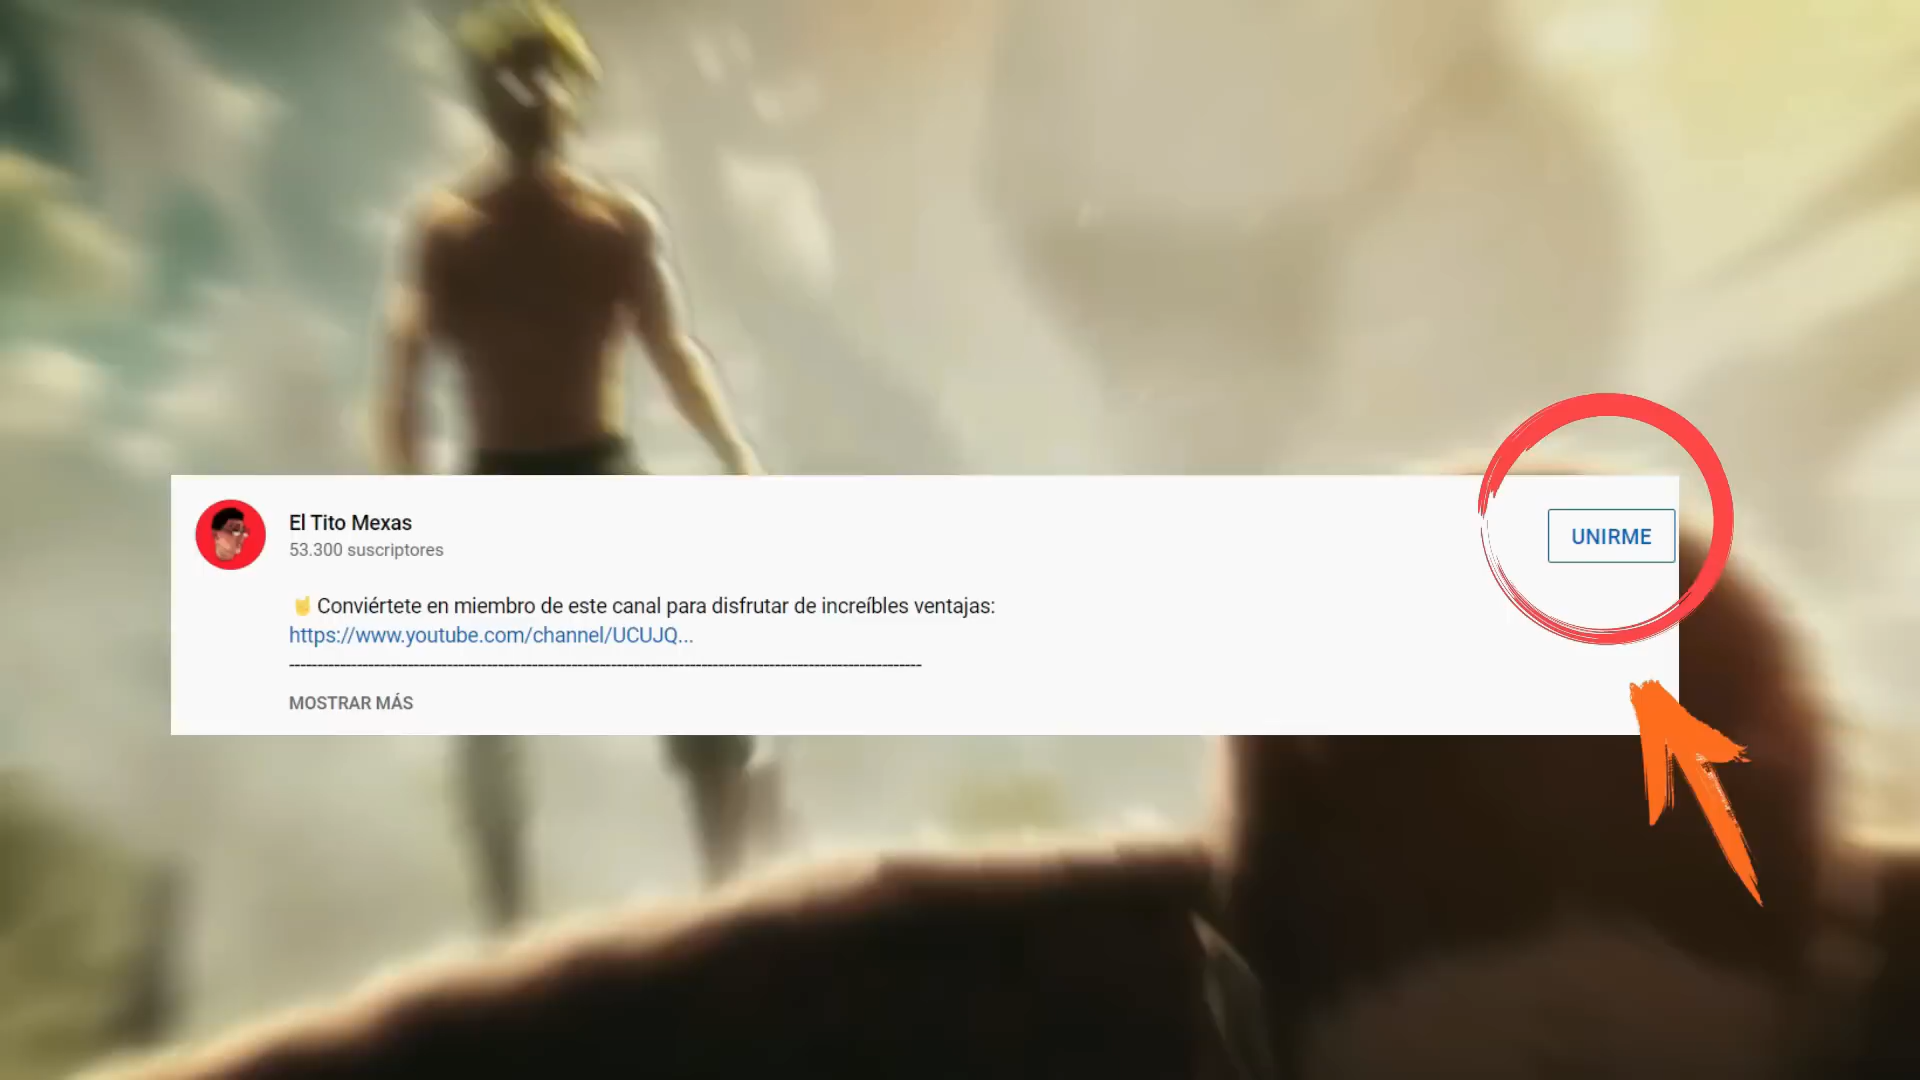 El Tito Mexas
53.300 suscriptores
UNIRME
🤘Conviértete en miembro de este canal para disfrutar de increíbles ventajas:
https://www.youtube.com/channel/UCUJQ...
----------------------------------------------------------------------------------------------------------
MOSTRAR MÁS